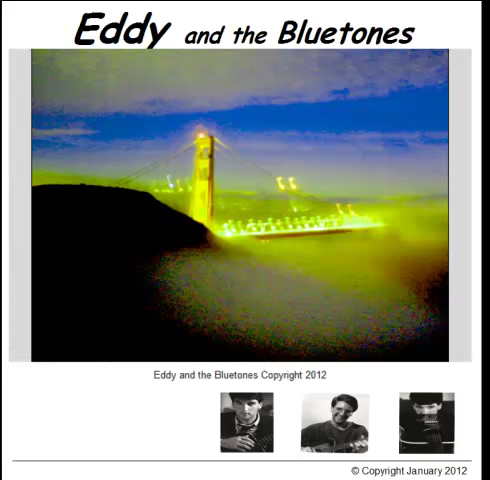 Eddy and the Bluetones
Eddy and the Bluetones Copyright 2012
© Copyright January 2012